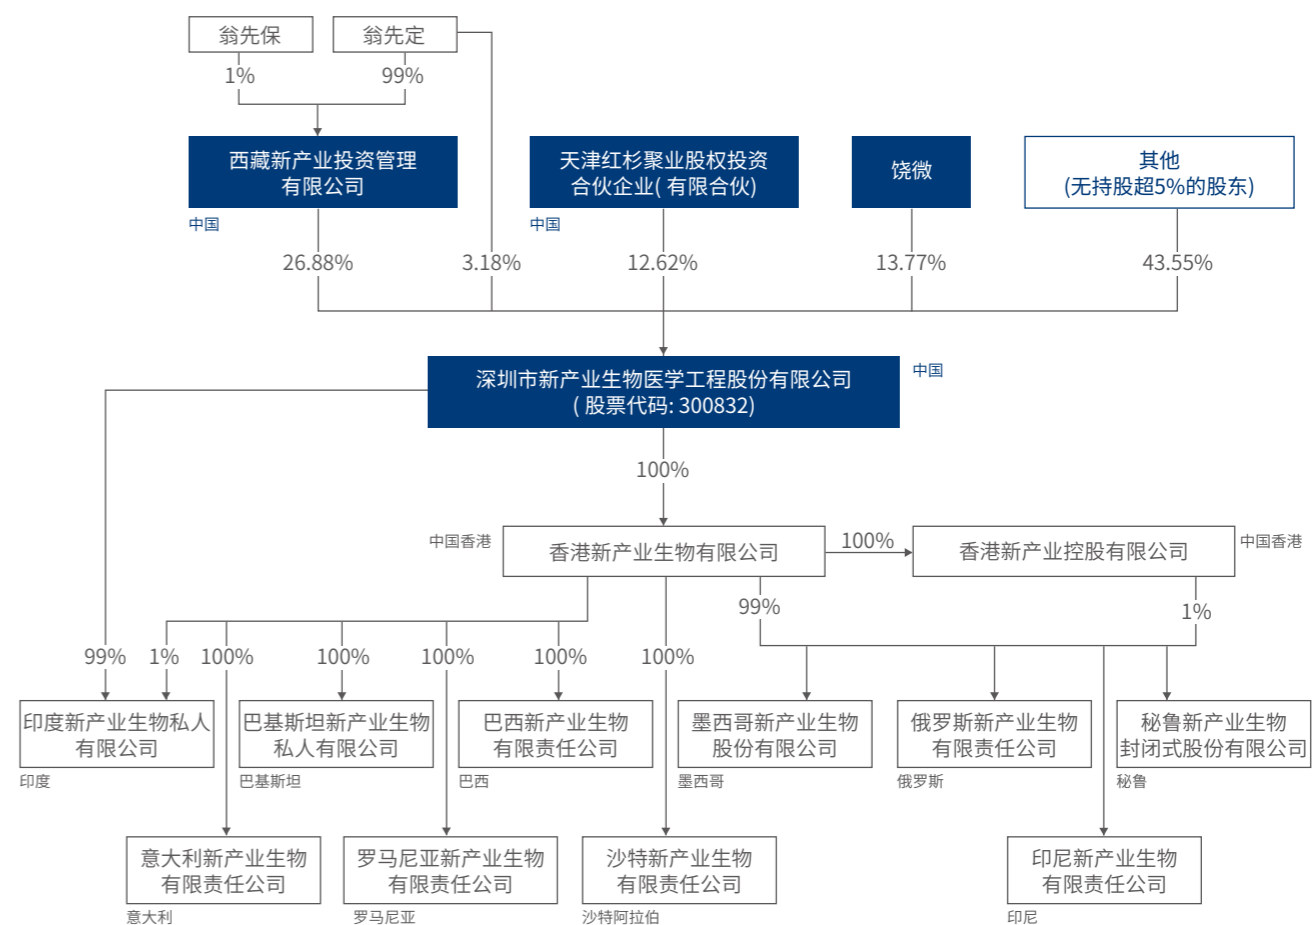 翁先保
翁先定
1%
99%
西藏新产业投资管理
有限公司
天津红杉聚业股权投资
合伙企业( 有限合伙)
饶微
其他
(无持股超5%的股东)
中国
中国
26.88%
3.18%
12.62%
13.77%
43.55%
深圳市新产业生物医学工程股份有限公司
( 股票代码: 300832)
中国
100%
中国香港
香港新产业生物有限公司
100%
香港新产业控股有限公司
中国香港
99%
1%
99%
1%
100%
100%
100%
100%
100%
印度新产业生物私人
有限公司
巴基斯坦新产业生物
私人有限公司
巴西新产业生物
有限责任公司
墨西哥新产业生物
股份有限公司
俄罗斯新产业生物
有限责任公司
秘鲁新产业生物
封闭式股份有限公司
印度
巴基斯坦
巴西
墨西哥
俄罗斯
秘鲁
意大利新产业生物
有限责任公司
罗马尼亚新产业生物
有限责任公司
沙特新产业生物
有限责任公司
印尼新产业生物
有限责任公司
意大利
罗马尼亚
沙特阿拉伯
印尼